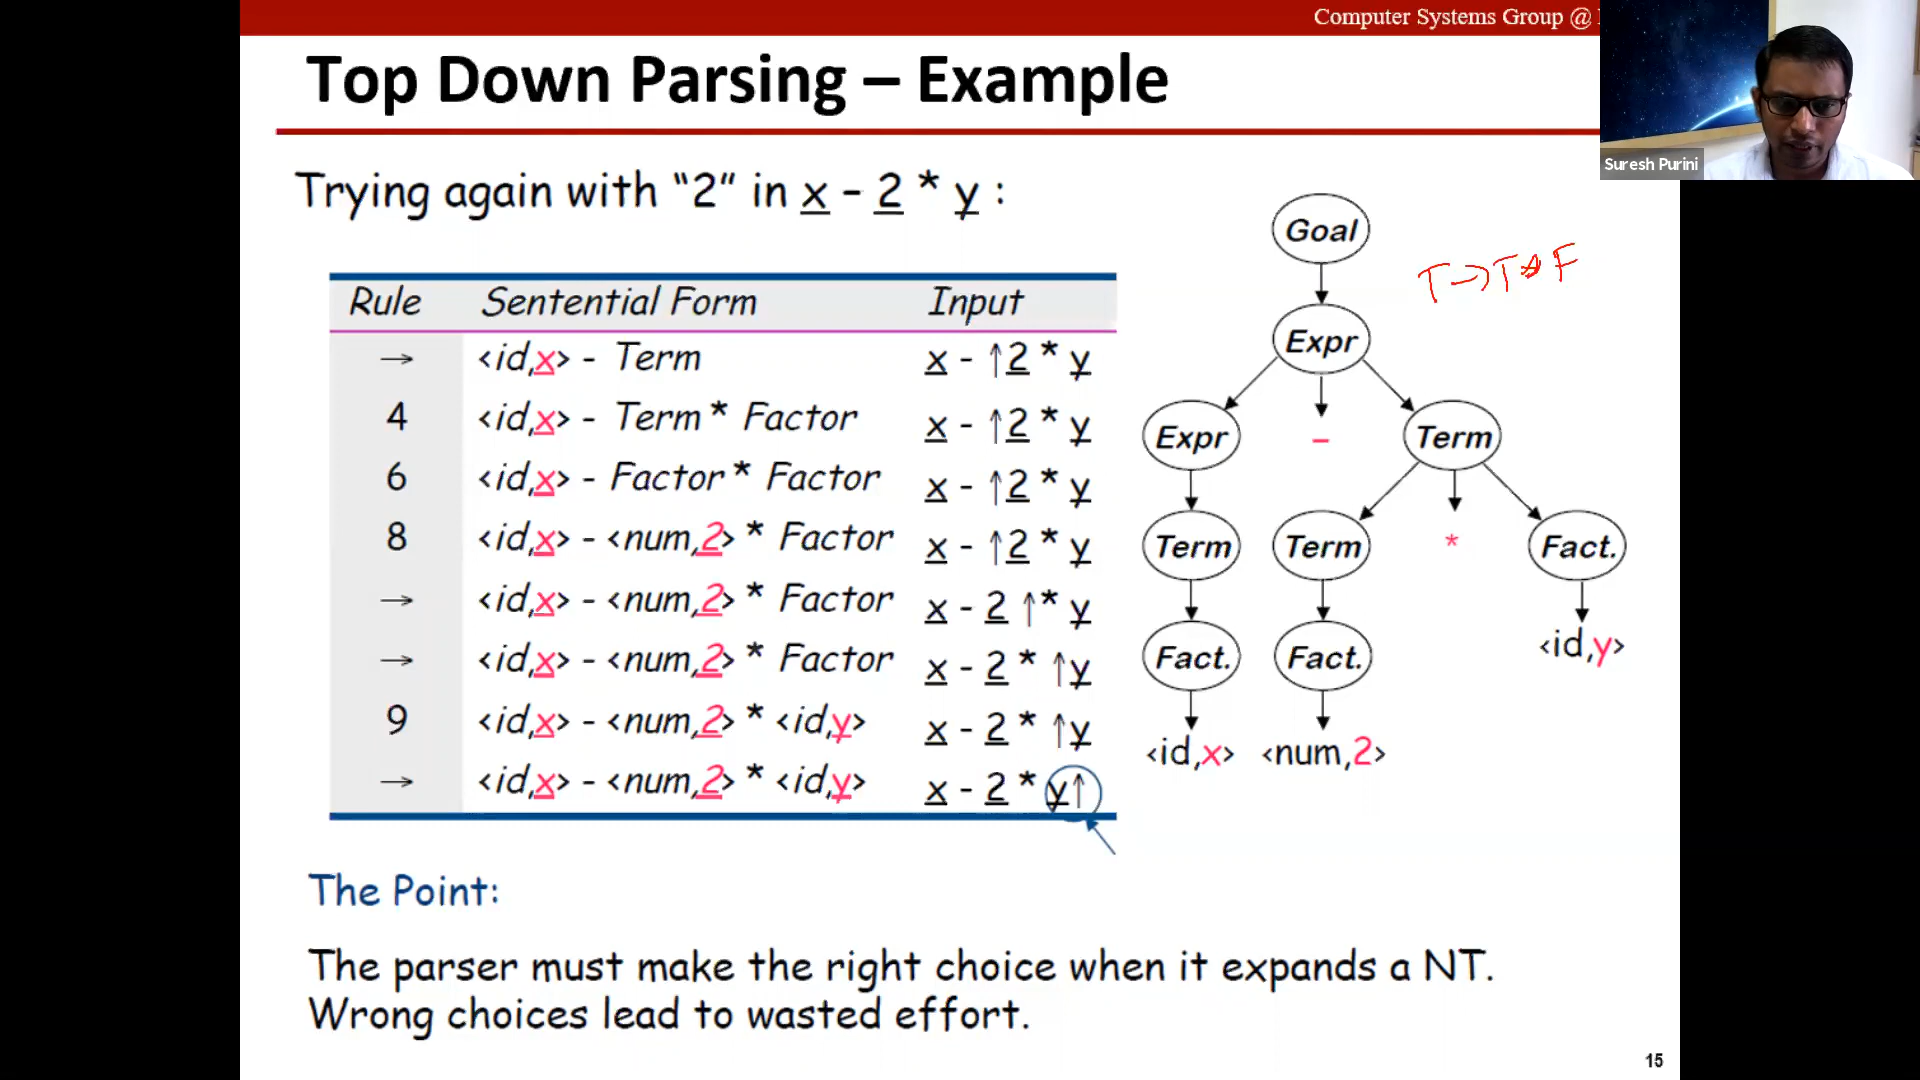 Computer Systems Group @
Suresh Purini
Top Down Parsing – Example
Trying again with “2” in x - 2 * y :
Rule Sentential Form Input
→ <id,x> - Term x - ↑2 * y
4 <id,x> - Term * Factor x - ↑2 * y
6 <id,x> - Factor * Factor x - ↑2 * y
8 <id,x> - <num,2> * Factor x - ↑2 * y
→ <id,x> - <num,2> * Factor x - 2 ↑* y
→ <id,x> - <num,2> * Factor x - 2 * ↑y
9 <id,x> - <num,2> * <id,y> x - 2 * ↑y
→ <id,x> - <num,2> * <id,y> x - 2 * y↑
Goal
T → T * F
Expr
Expr – Term
Term Term * Fact.
Fact. Fact. <id,y>
<id,x> <num,2>
The Point:
The parser must make the right choice when it expands a NT.
Wrong choices lead to wasted effort.
15